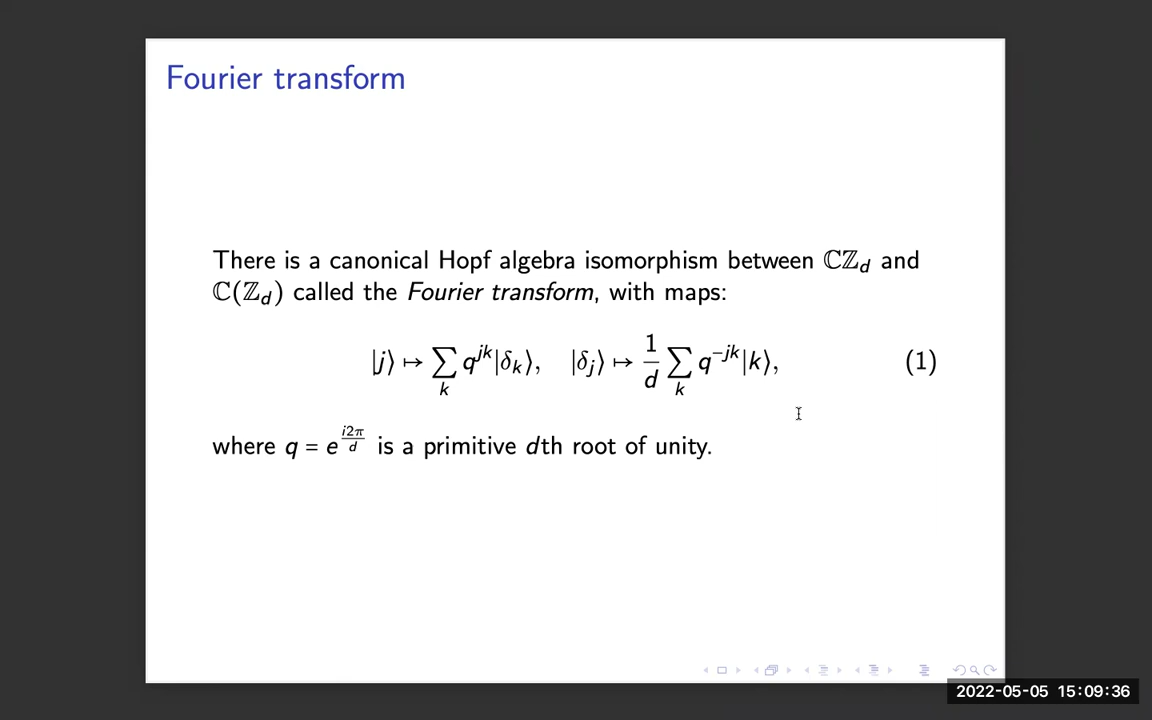 Fourier transform
There is a canonical Hopf algebra isomorphism between ℂℤ_d and
ℂ(ℤ_d) called the Fourier transform, with maps:
|j⟩ ↦ ∑_k q^{jk}|δ_k⟩, |δ_j⟩ ↦ \frac{1}{d} ∑_k q^{-jk}|k⟩, (1)
where q = e^{\frac{i2π}{d}} is a primitive dth root of unity.
2022-05-05 15:09:36